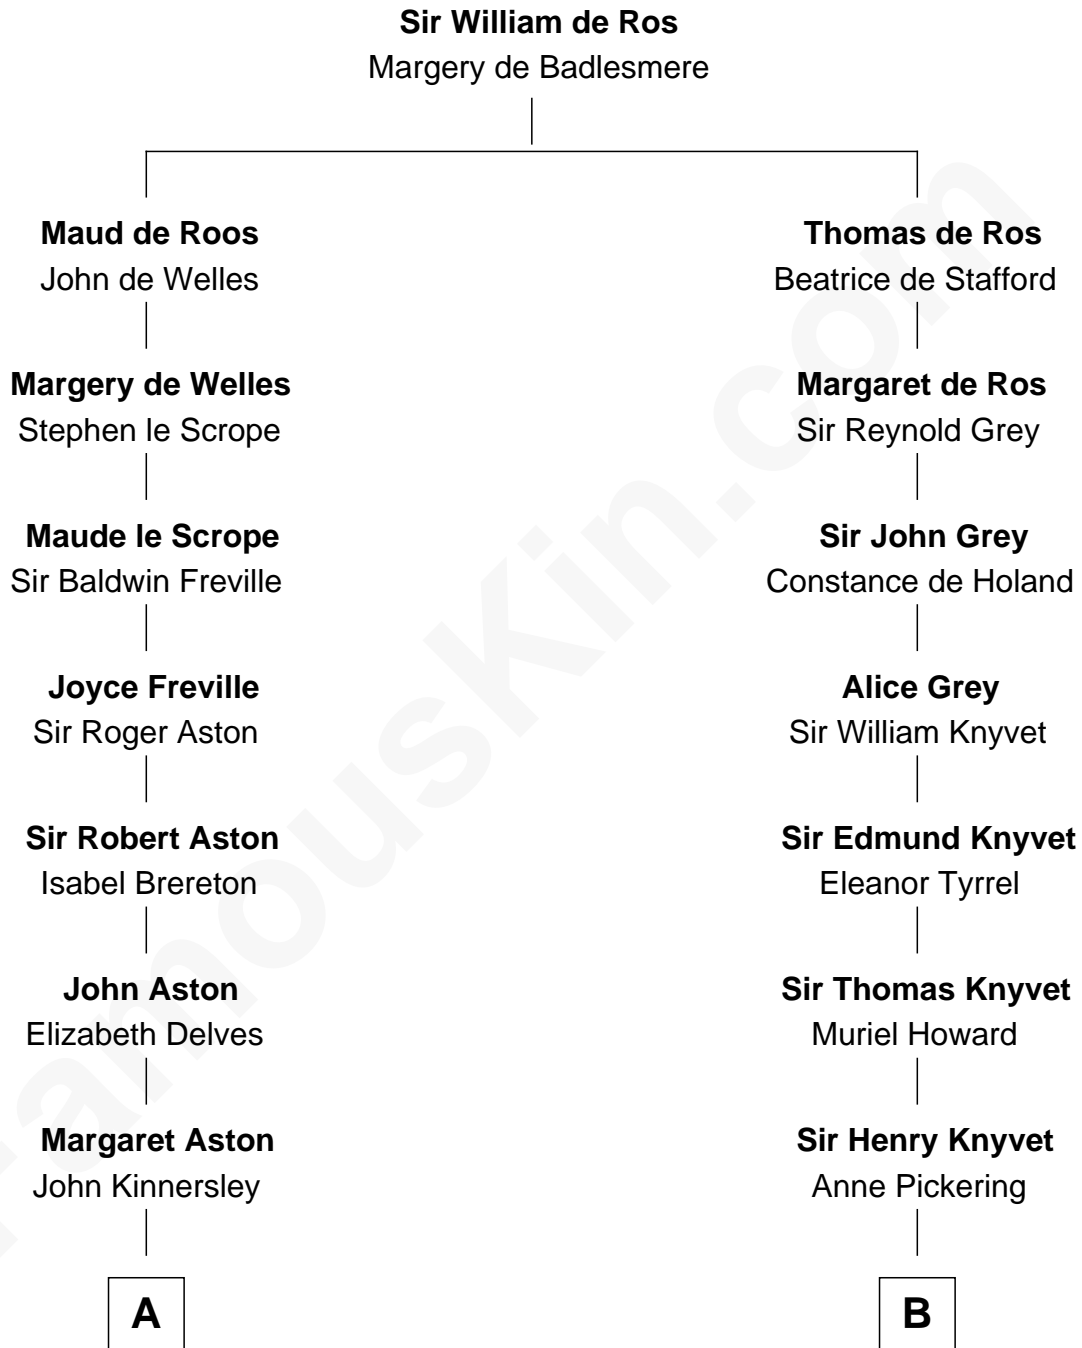 Sir William de Ros
Margery de Badlesmere
Maud de Roos
John de Welles
Thomas de Ros
Beatrice de Stafford
Margery de Welles
Stephen le Scrope
Margaret de Ros
Sir Reynold Grey
Maude le Scrope
Sir Baldwin Freville
Sir John Grey
Constance de Holand
Joyce Freville
Sir Roger Aston
Alice Grey
Sir William Knyvet
Sir Robert Aston
Isabel Brereton
Sir Edmund Knyvet
Eleanor Tyrrel
John Aston
Elizabeth Delves
Sir Thomas Knyvet
Muriel Howard
Margaret Aston
John Kinnersley
Sir Henry Knyvet
Anne Pickering
A
B
FamousKin.com